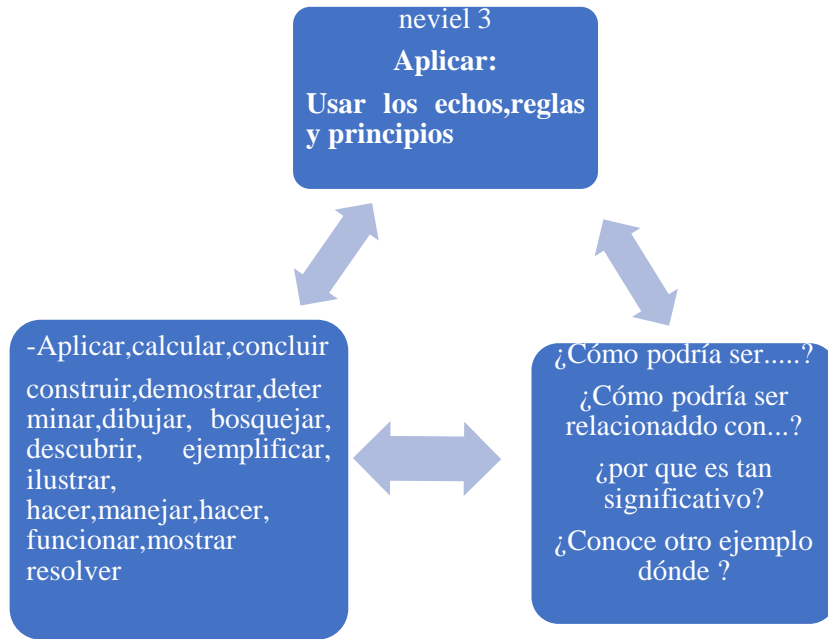 neviel 3
Aplicar:
Usar los echos,reglas
y principios
-Aplicar,calcular,concluir
construir,demostrar,deter
minar,dibujar, bosquejar,
descubrir, ejemplificar,
ilustrar,
hacer,manejar,hacer,
funcionar,mostrar
resolver
¿Cómo podría ser.....?
¿Cómo podría ser
relacionaddo con...?
¿por que es tan
significativo?
¿Conoce otro ejemplo
dónde ?